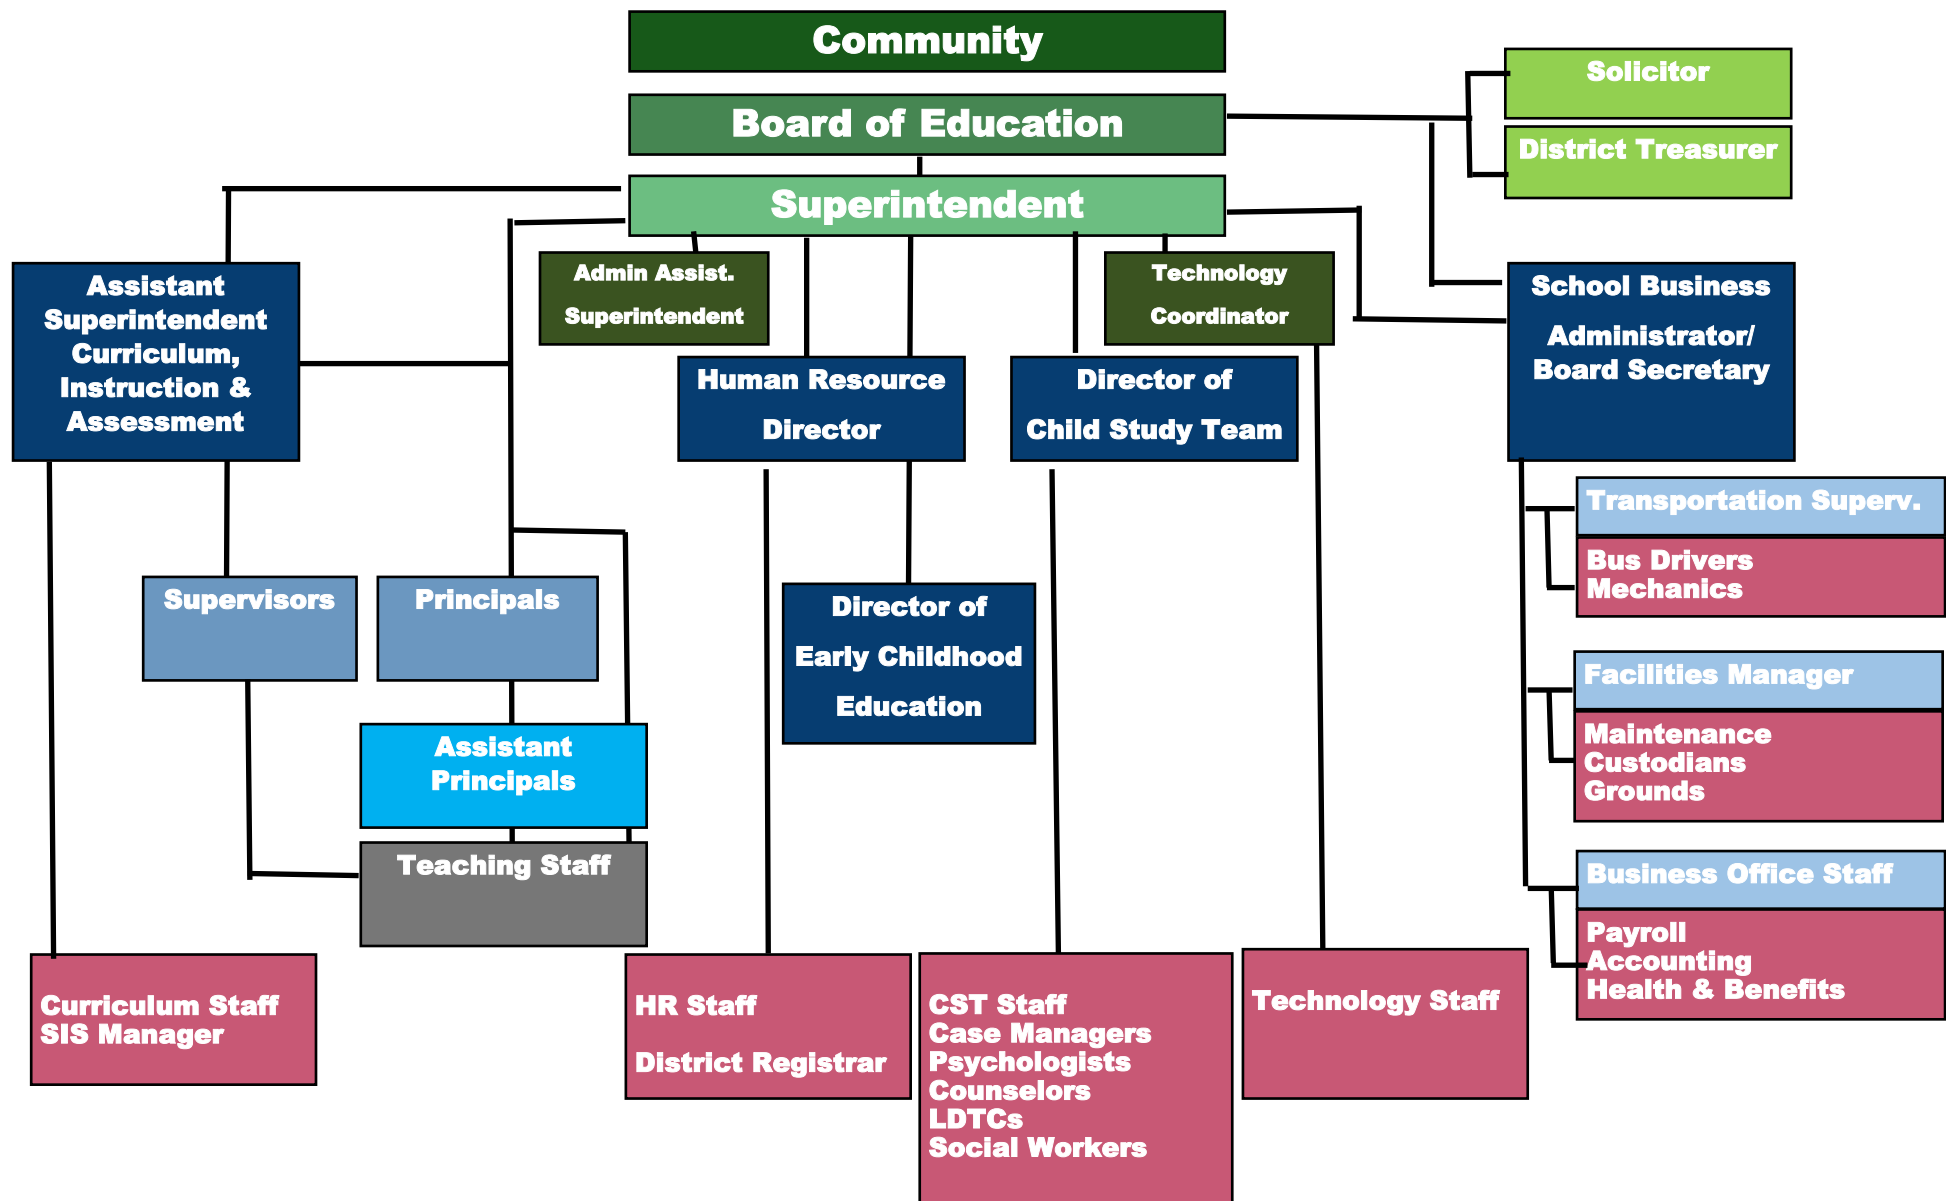 Community
Board of Education
Superintendent
Solicitor
District Treasurer
Assistant
Superintendent
Curriculum,
Instruction &
Assessment
Admin Assist.
Superintendent
Technology
Coordinator
Human Resource
Director
Director of
Child Study Team
School Business
Administrator/
Board Secretary
Transportation Superv.
Bus Drivers
Mechanics
Supervisors
Principals
Director of
Early Childhood
Education
Facilities Manager
Maintenance
Custodians
Grounds
Assistant
Principals
Teaching Staff
Business Office Staff
Payroll
Accounting
Health & Benefits
Curriculum Staff
SIS Manager
HR Staff
District Registrar
CST Staff
Case Managers
Psychologists
Counselors
LDTCs
Social Workers
Technology Staff